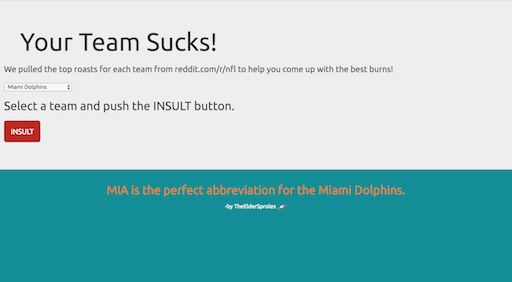 Your Team Sucks!
We pulled the top roasts for each team from reddit.com/r/nfl to help you come up with the best burns!
Miami Dolphins
Select a team and push the INSULT button.
INSULT
MIA is the perfect abbreviation for the Miami Dolphins.
-by TheElderSproles